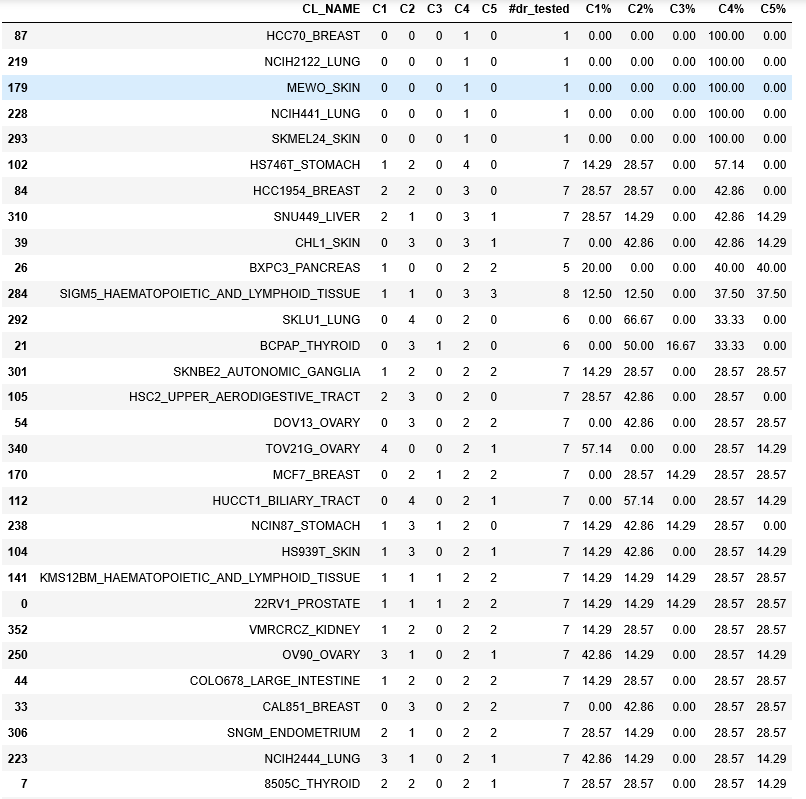 CL_NAME C1 C2 C3 C4 C5 #dr_tested C1% C2% C3% C4% C5%
87 HCC70_BREAST 0 0 0 1 0 1 0.00 0.00 0.00 100.00 0.00
219 NCIH2122_LUNG 0 0 0 1 0 1 0.00 0.00 0.00 100.00 0.00
179 MEWO_SKIN 0 0 0 1 0 1 0.00 0.00 0.00 100.00 0.00
228 NCIH441_LUNG 0 0 0 1 0 1 0.00 0.00 0.00 100.00 0.00
293 SKMEL24_SKIN 0 0 0 1 0 1 0.00 0.00 0.00 100.00 0.00
102 HS746T_STOMACH 1 2 0 4 0 7 14.29 28.57 0.00 57.14 0.00
84 HCC1954_BREAST 2 2 0 3 0 7 28.57 28.57 0.00 42.86 0.00
310 SNU449_LIVER 2 1 0 3 1 7 28.57 14.29 0.00 42.86 14.29
39 CHL1_SKIN 0 3 0 3 1 7 0.00 42.86 0.00 42.86 14.29
26 BXPC3_PANCREAS 1 0 0 2 2 5 20.00 0.00 0.00 40.00 40.00
284 SIGM5_HAEMATOPOIETIC_AND_LYMPHOID_TISSUE 1 1 0 3 3 8 12.50 12.50 0.00 37.50 37.50
292 SKLU1_LUNG 0 4 0 2 0 6 0.00 66.67 0.00 33.33 0.00
21 BCPAP_THYROID 0 3 1 2 0 6 0.00 50.00 16.67 33.33 0.00
301 SKNBE2_AUTONOMIC_GANGLIA 1 2 0 2 2 7 14.29 28.57 0.00 28.57 28.57
105 HSC2_UPPER_AERODIGESTIVE_TRACT 2 3 0 2 0 7 28.57 42.86 0.00 28.57 0.00
54 DOV13_OVARY 0 3 0 2 2 7 0.00 42.86 0.00 28.57 28.57
340 TOV21G_OVARY 4 0 0 2 1 7 57.14 0.00 0.00 28.57 14.29
170 MCF7_BREAST 0 2 1 2 2 7 0.00 28.57 14.29 28.57 28.57
112 HUCCT1_BILIARY_TRACT 0 4 0 2 1 7 0.00 57.14 0.00 28.57 14.29
238 NCIN87_STOMACH 1 3 1 2 0 7 14.29 42.86 14.29 28.57 0.00
104 HS939T_SKIN 1 3 0 2 1 7 14.29 42.86 0.00 28.57 14.29
141 KMS12BM_HAEMATOPOIETIC_AND_LYMPHOID_TISSUE 1 1 1 2 2 7 14.29 14.29 14.29 28.57 28.57
0 22RV1_PROSTATE 1 1 1 2 2 7 14.29 14.29 14.29 28.57 28.57
352 VMRCRCZ_KIDNEY 1 2 0 2 2 7 14.29 28.57 0.00 28.57 28.57
250 OV90_OVARY 3 1 0 2 1 7 42.86 14.29 0.00 28.57 14.29
44 COLO678_LARGE_INTESTINE 1 2 0 2 2 7 14.29 28.57 0.00 28.57 28.57
33 CAL851_BREAST 0 3 0 2 2 7 0.00 42.86 0.00 28.57 28.57
306 SNGM_ENDOMETRIUM 2 1 0 2 2 7 28.57 14.29 0.00 28.57 28.57
223 NCIH2444_LUNG 3 1 0 2 1 7 42.86 14.29 0.00 28.57 14.29
7 8505C_THYROID 2 2 0 2 1 7 28.57 28.57 0.00 28.57 14.29